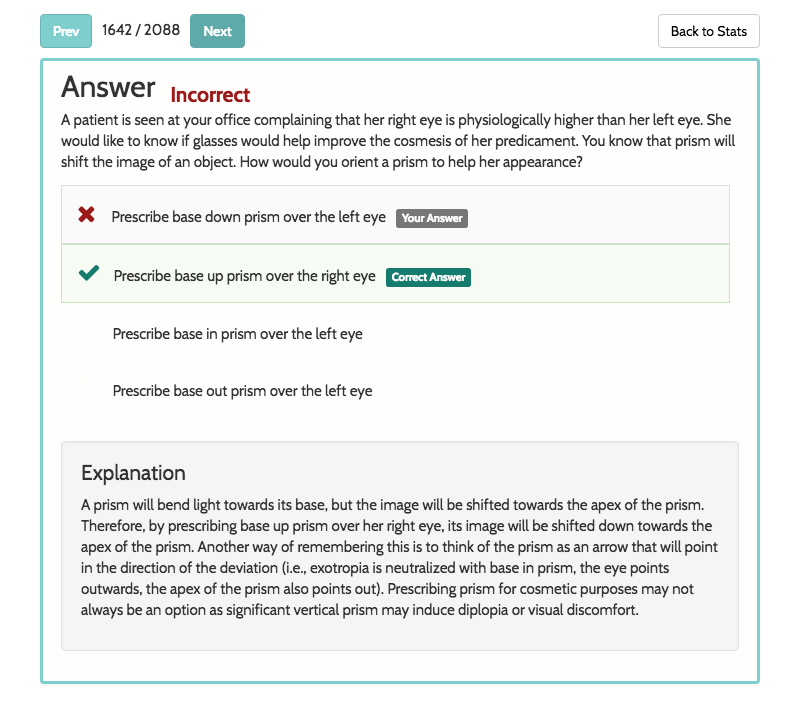 Prev 1642 / 2088 Next Back to Stats
Answer Incorrect
A patient is seen at your office complaining that her right eye is physiologically higher than her left eye. She
would like to know if glasses would help improve the cosmesis of her predicament. You know that prism will
shift the image of an object. How would you orient a prism to help her appearance?
Prescribe base down prism over the left eye Your Answer
Prescribe base up prism over the right eye Correct Answer
Prescribe base in prism over the left eye
Prescribe base out prism over the left eye
Explanation
A prism will bend light towards its base, but the image will be shifted towards the apex of the prism.
Therefore, by prescribing base up prism over her right eye, its image will be shifted down towards the
apex of the prism. Another way of remembering this is to think of the prism as an arrow that will point
in the direction of the deviation (i.e., exotropia is neutralized with base in prism, the eye points
outwards, the apex of the prism also points out). Prescribing prism for cosmetic purposes may not
always be an option as significant vertical prism may induce diplopia or visual discomfort.